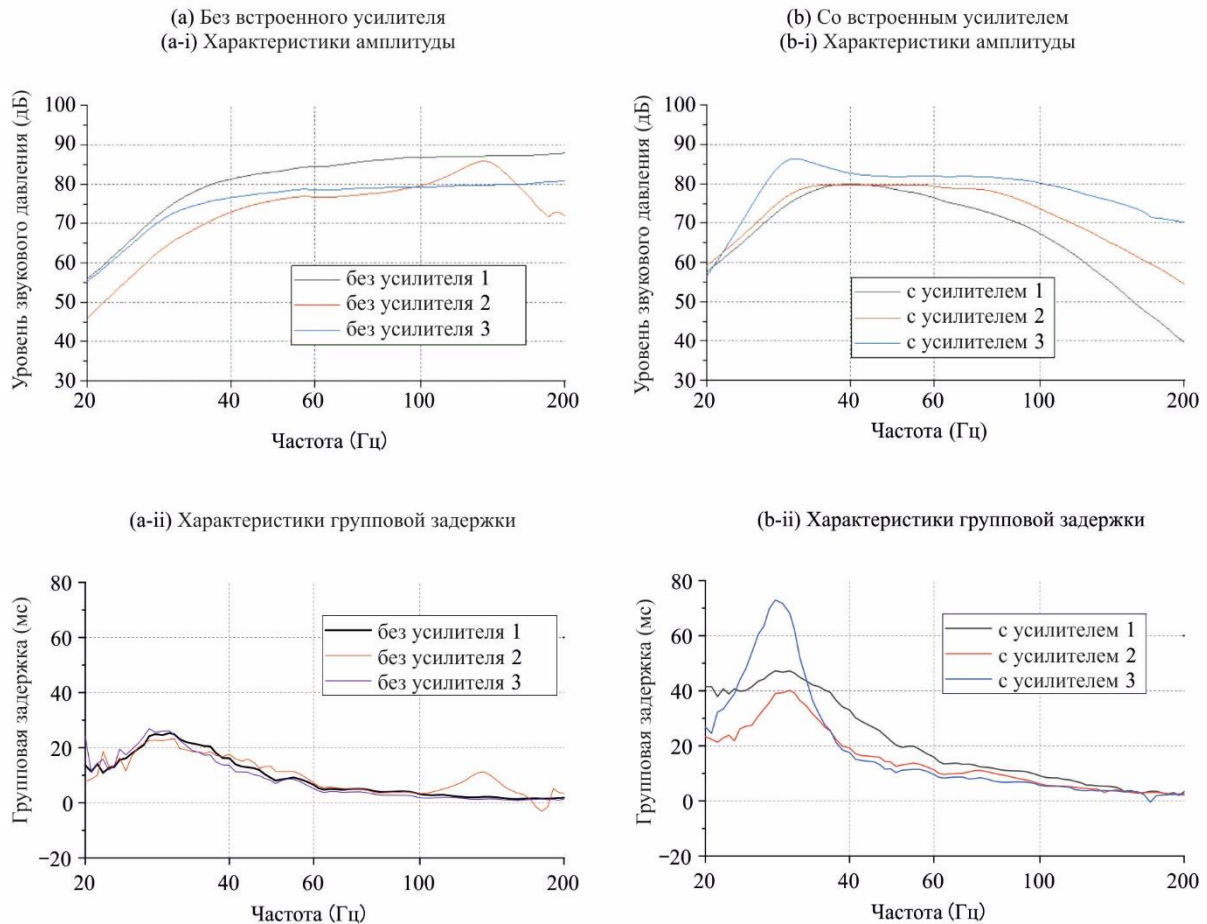 (a) Без встроенного усилителя
(a-i) Характеристики амплитуды
Уровень звукового давления (дБ)
100
90
80
70
60
50
40
30
без усилителя 1
без усилителя 2
без усилителя 3
20
40
60
100
200
Частота (Гц)
(b) Со встроенным усилителем
(b-i) Характеристики амплитуды
Уровень звукового давления (дБ)
100
90
80
70
60
50
40
30
с усилителем 1
с усилителем 2
с усилителем 3
20
40
60
100
200
Частота (Гц)
(a-ii) Характеристики групповой задержки
Групповая задержка (мс)
80
60
40
20
0
−20
без усилителя 1
без усилителя 2
без усилителя 3
20
40
60
100
200
Частота (Гц)
(b-ii) Характеристики групповой задержки
Групповая задержка (мс)
80
60
40
20
0
−20
с усилителем 1
с усилителем 2
с усилителем 3
20
40
60
100
200
Частота (Гц)